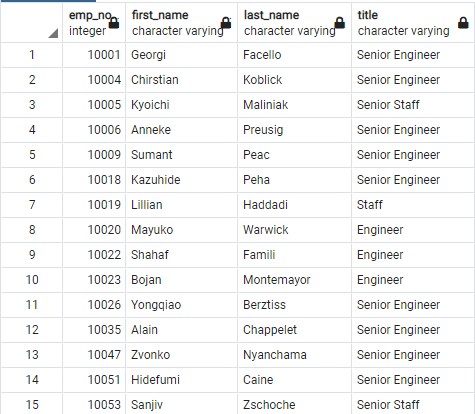 emp_no first_name last_name title
integer character varying character varying character varying
1 10001 Georgi Facello Senior Engineer
2 10004 Chirstian Koblick Senior Engineer
3 10005 Kyoichi Maliniak Senior Staff
4 10006 Anneke Preusig Senior Engineer
5 10009 Sumant Peac Senior Engineer
6 10018 Kazuhide Peha Senior Engineer
7 10019 Lillian Haddadi Staff
8 10020 Mayuko Warwick Engineer
9 10022 Shahaf Famili Engineer
10 10023 Bojan Montemayor Engineer
11 10026 Yongqiao Berztiss Senior Engineer
12 10035 Alain Chappelet Senior Engineer
13 10047 Zvonko Nyanchama Senior Engineer
14 10051 Hidefumi Caine Senior Engineer
15 10053 Sanjiv Zschoche Senior Staff